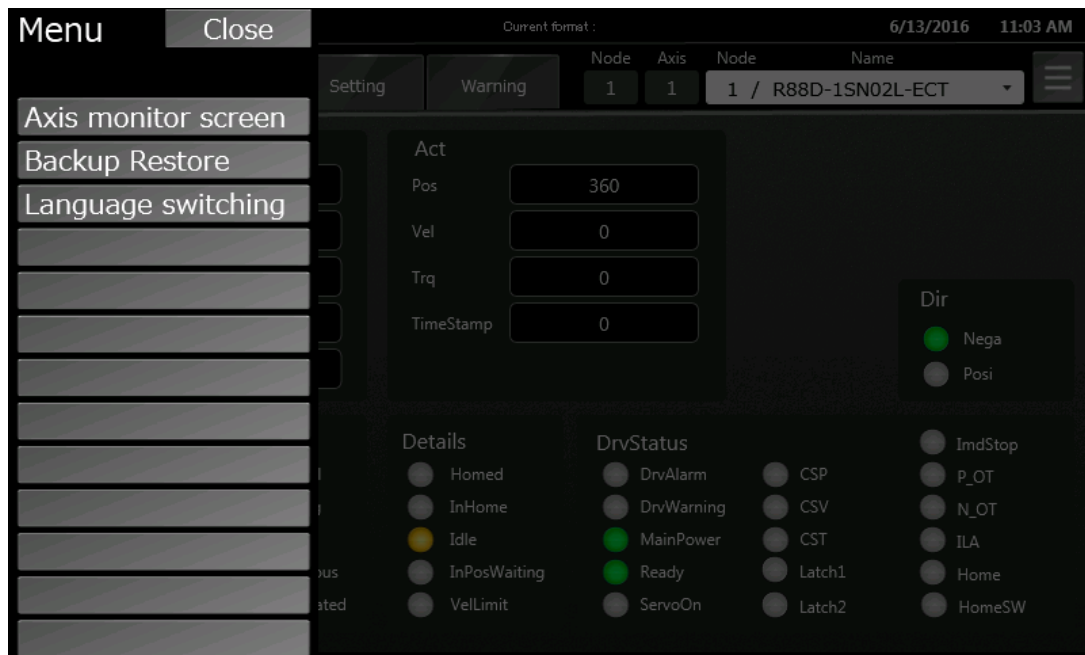 Menu
Close
Current format :
6/13/2016 11:03 AM
Setting
Warning
Node Axis Node Name
1 1 1 / R88D-1SN02L-ECT
Axis monitor screen
Backup Restore
Language switching
Act
Pos 360
Vel 0
Trq 0
TimeStamp 0
Dir
Nega
Posi
Details
Homed
InHome
Idle
InPosWaiting
VelLimit
DrvStatus
DrvAlarm
DrvWarning
MainPower
Ready
ServoOn
CSP
CSV
CST
Latch1
Latch2
ImdStop
P_OT
N_OT
ILA
Home
HomeSW